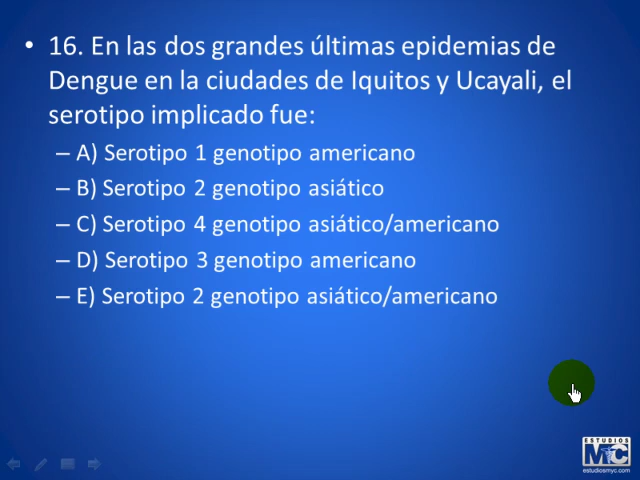 • 16. En las dos grandes últimas epidemias de
Dengue en la ciudades de Iquitos y Ucayali, el
serotipo implicado fue:
– A) Serotipo 1 genotipo americano
– B) Serotipo 2 genotipo asiático
– C) Serotipo 4 genotipo asiático/americano
– D) Serotipo 3 genotipo americano
– E) Serotipo 2 genotipo asiático/americano
ESTUDIOS
MyC
estudiosmyc.com